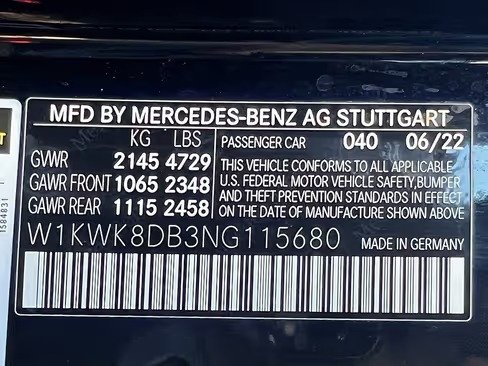 MFD BY MERCEDES-BENZ AG STUTTGART
KG LBS PASSENGER CAR 040 06/22
GVWR 2145 4729
GAWR FRONT 1065 2348
GAWR REAR 1115 2458
THIS VEHICLE CONFORMS TO ALL APPLICABLE
U.S. FEDERAL MOTOR VEHICLE SAFETY,BUMPER
AND THEFT PREVENTION STANDARDS IN EFFECT
ON THE DATE OF MANUFACTURE SHOWN ABOVE.
W1KWK8DB3NG115680 MADE IN GERMANY
1584831